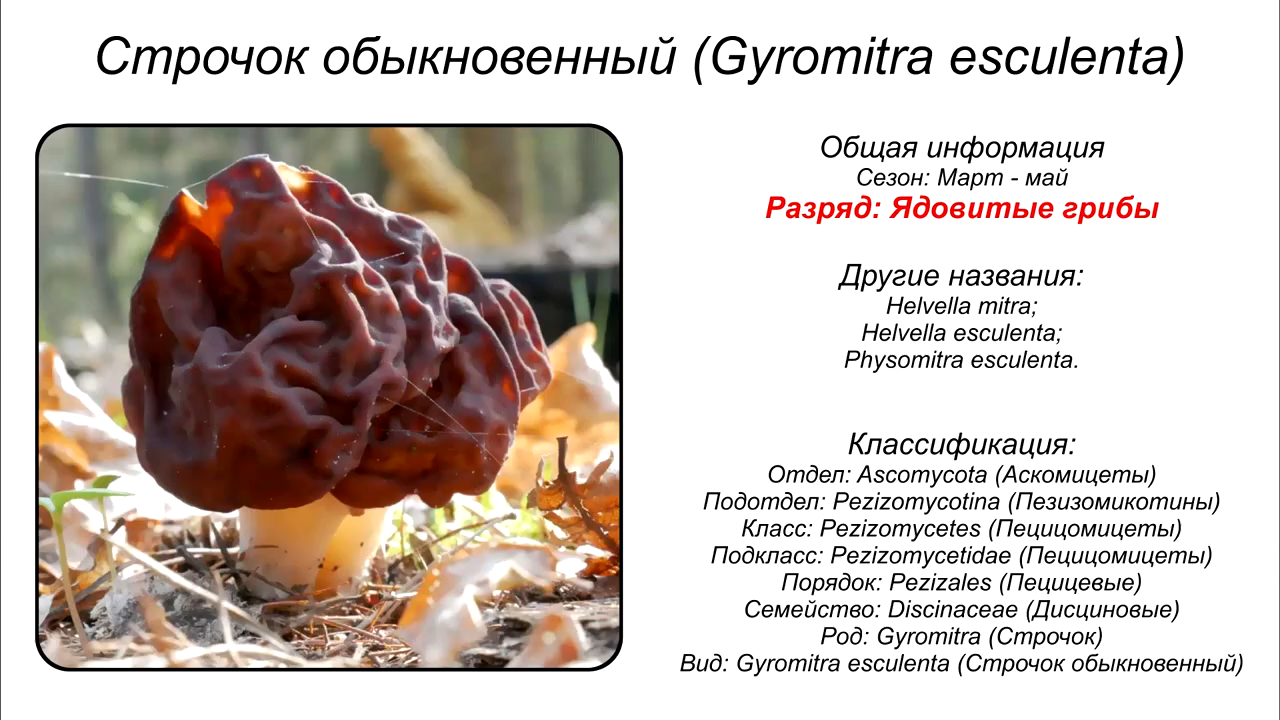 Строчок обыкновенный (Gyromitra esculenta)
Общая информация
Сезон: Март - май
Разряд: Ядовитые грибы
Другие названия:
Helvella mitra;
Helvella esculenta;
Physomitra esculenta.
Классификация:
Отдел: Ascomycota (Аскомицеты)
Подотдел: Pezizomycotina (Пезизомикотины)
Класс: Pezizomycetes (Пецицомицеты)
Подкласс: Pezizomycetidae (Пецицомицеты)
Порядок: Pezizales (Пецицевые)
Семейство: Discinaceae (Дисциновые)
Род: Gyromitra (Строчок)
Вид: Gyromitra esculenta (Строчок обыкновенный)